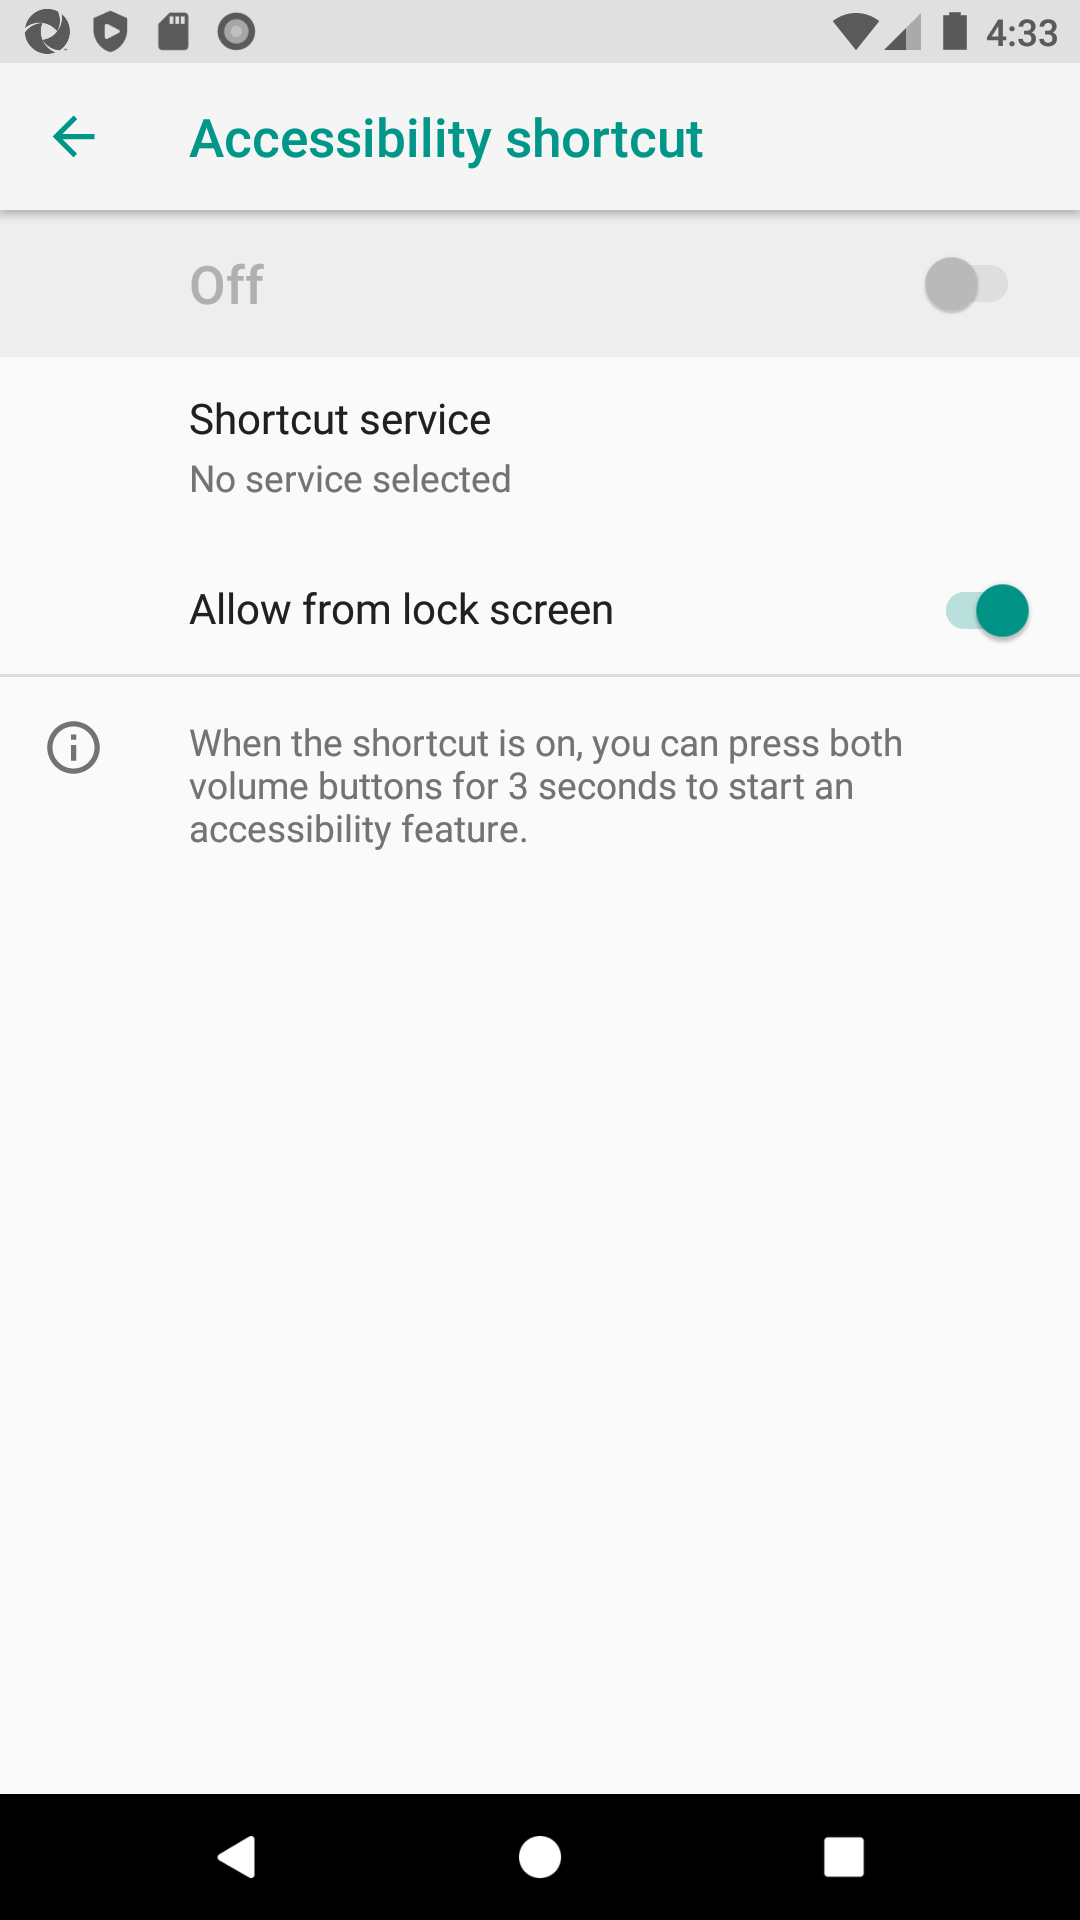 4:33
Accessibility shortcut
Off
Shortcut service
No service selected
Allow from lock screen
When the shortcut is on, you can press both
volume buttons for 3 seconds to start an
accessibility feature.